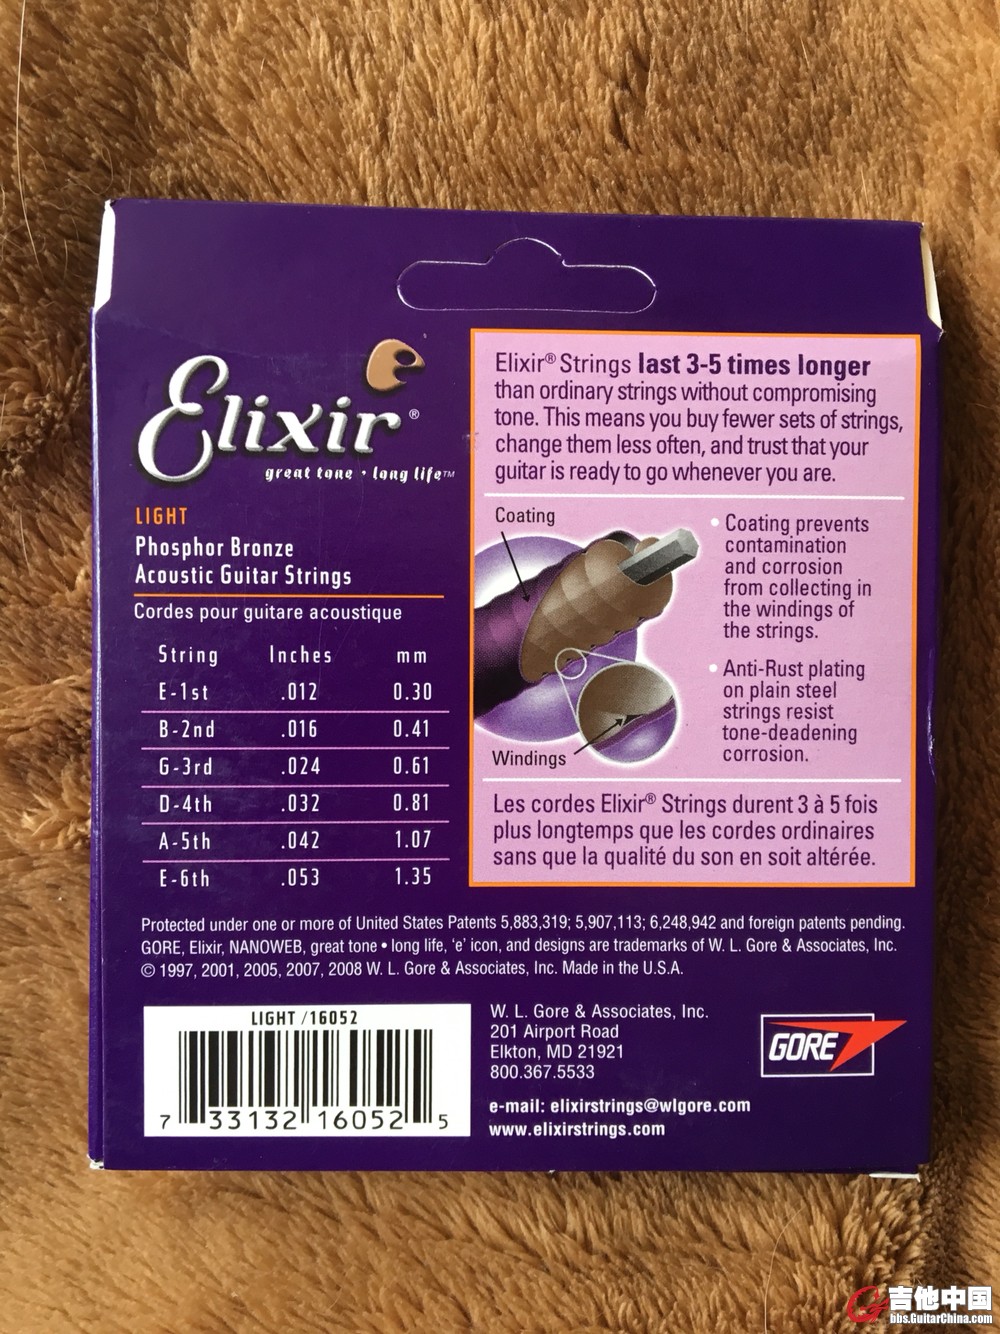 Elixir®
great tone • long life™
LIGHT
Phosphor Bronze
Acoustic Guitar Strings
Cordes pour guitare acoustique
String Inches mm
E-1st .012 0.30
B-2nd .016 0.41
G-3rd .024 0.61
D-4th .032 0.81
A-5th .042 1.07
E-6th .053 1.35
Elixir® Strings last 3-5 times longer
than ordinary strings without compromising
tone. This means you buy fewer sets of strings,
change them less often, and trust that your
guitar is ready to go whenever you are.
Coating
Windings
• Coating prevents
contamination
and corrosion
from collecting in
the windings of
the strings.
• Anti-Rust plating
on plain steel
strings resist
tone-deadening
corrosion.
Les cordes Elixir® Strings durent 3 à 5 fois
plus longtemps que les cordes ordinaires
sans que la qualité du son en soit altérée.
Protected under one or more of United States Patents 5,883,319; 5,907,113; 6,248,942 and foreign patents pending.
GORE, Elixir, NANOWEB, great tone • long life, ‘e’ icon, and designs are trademarks of W. L. Gore & Associates, Inc.
© 1997, 2001, 2005, 2007, 2008 W. L. Gore & Associates, Inc. Made in the U.S.A.
LIGHT /16052
7 33132 16052 5
W. L. Gore & Associates, Inc.
201 Airport Road
Elkton, MD 21921
800.367.5533
e-mail: elixirstrings@wlgore.com
www.elixirstrings.com
GORE
吉他中国
bbs.GuitarChina.com